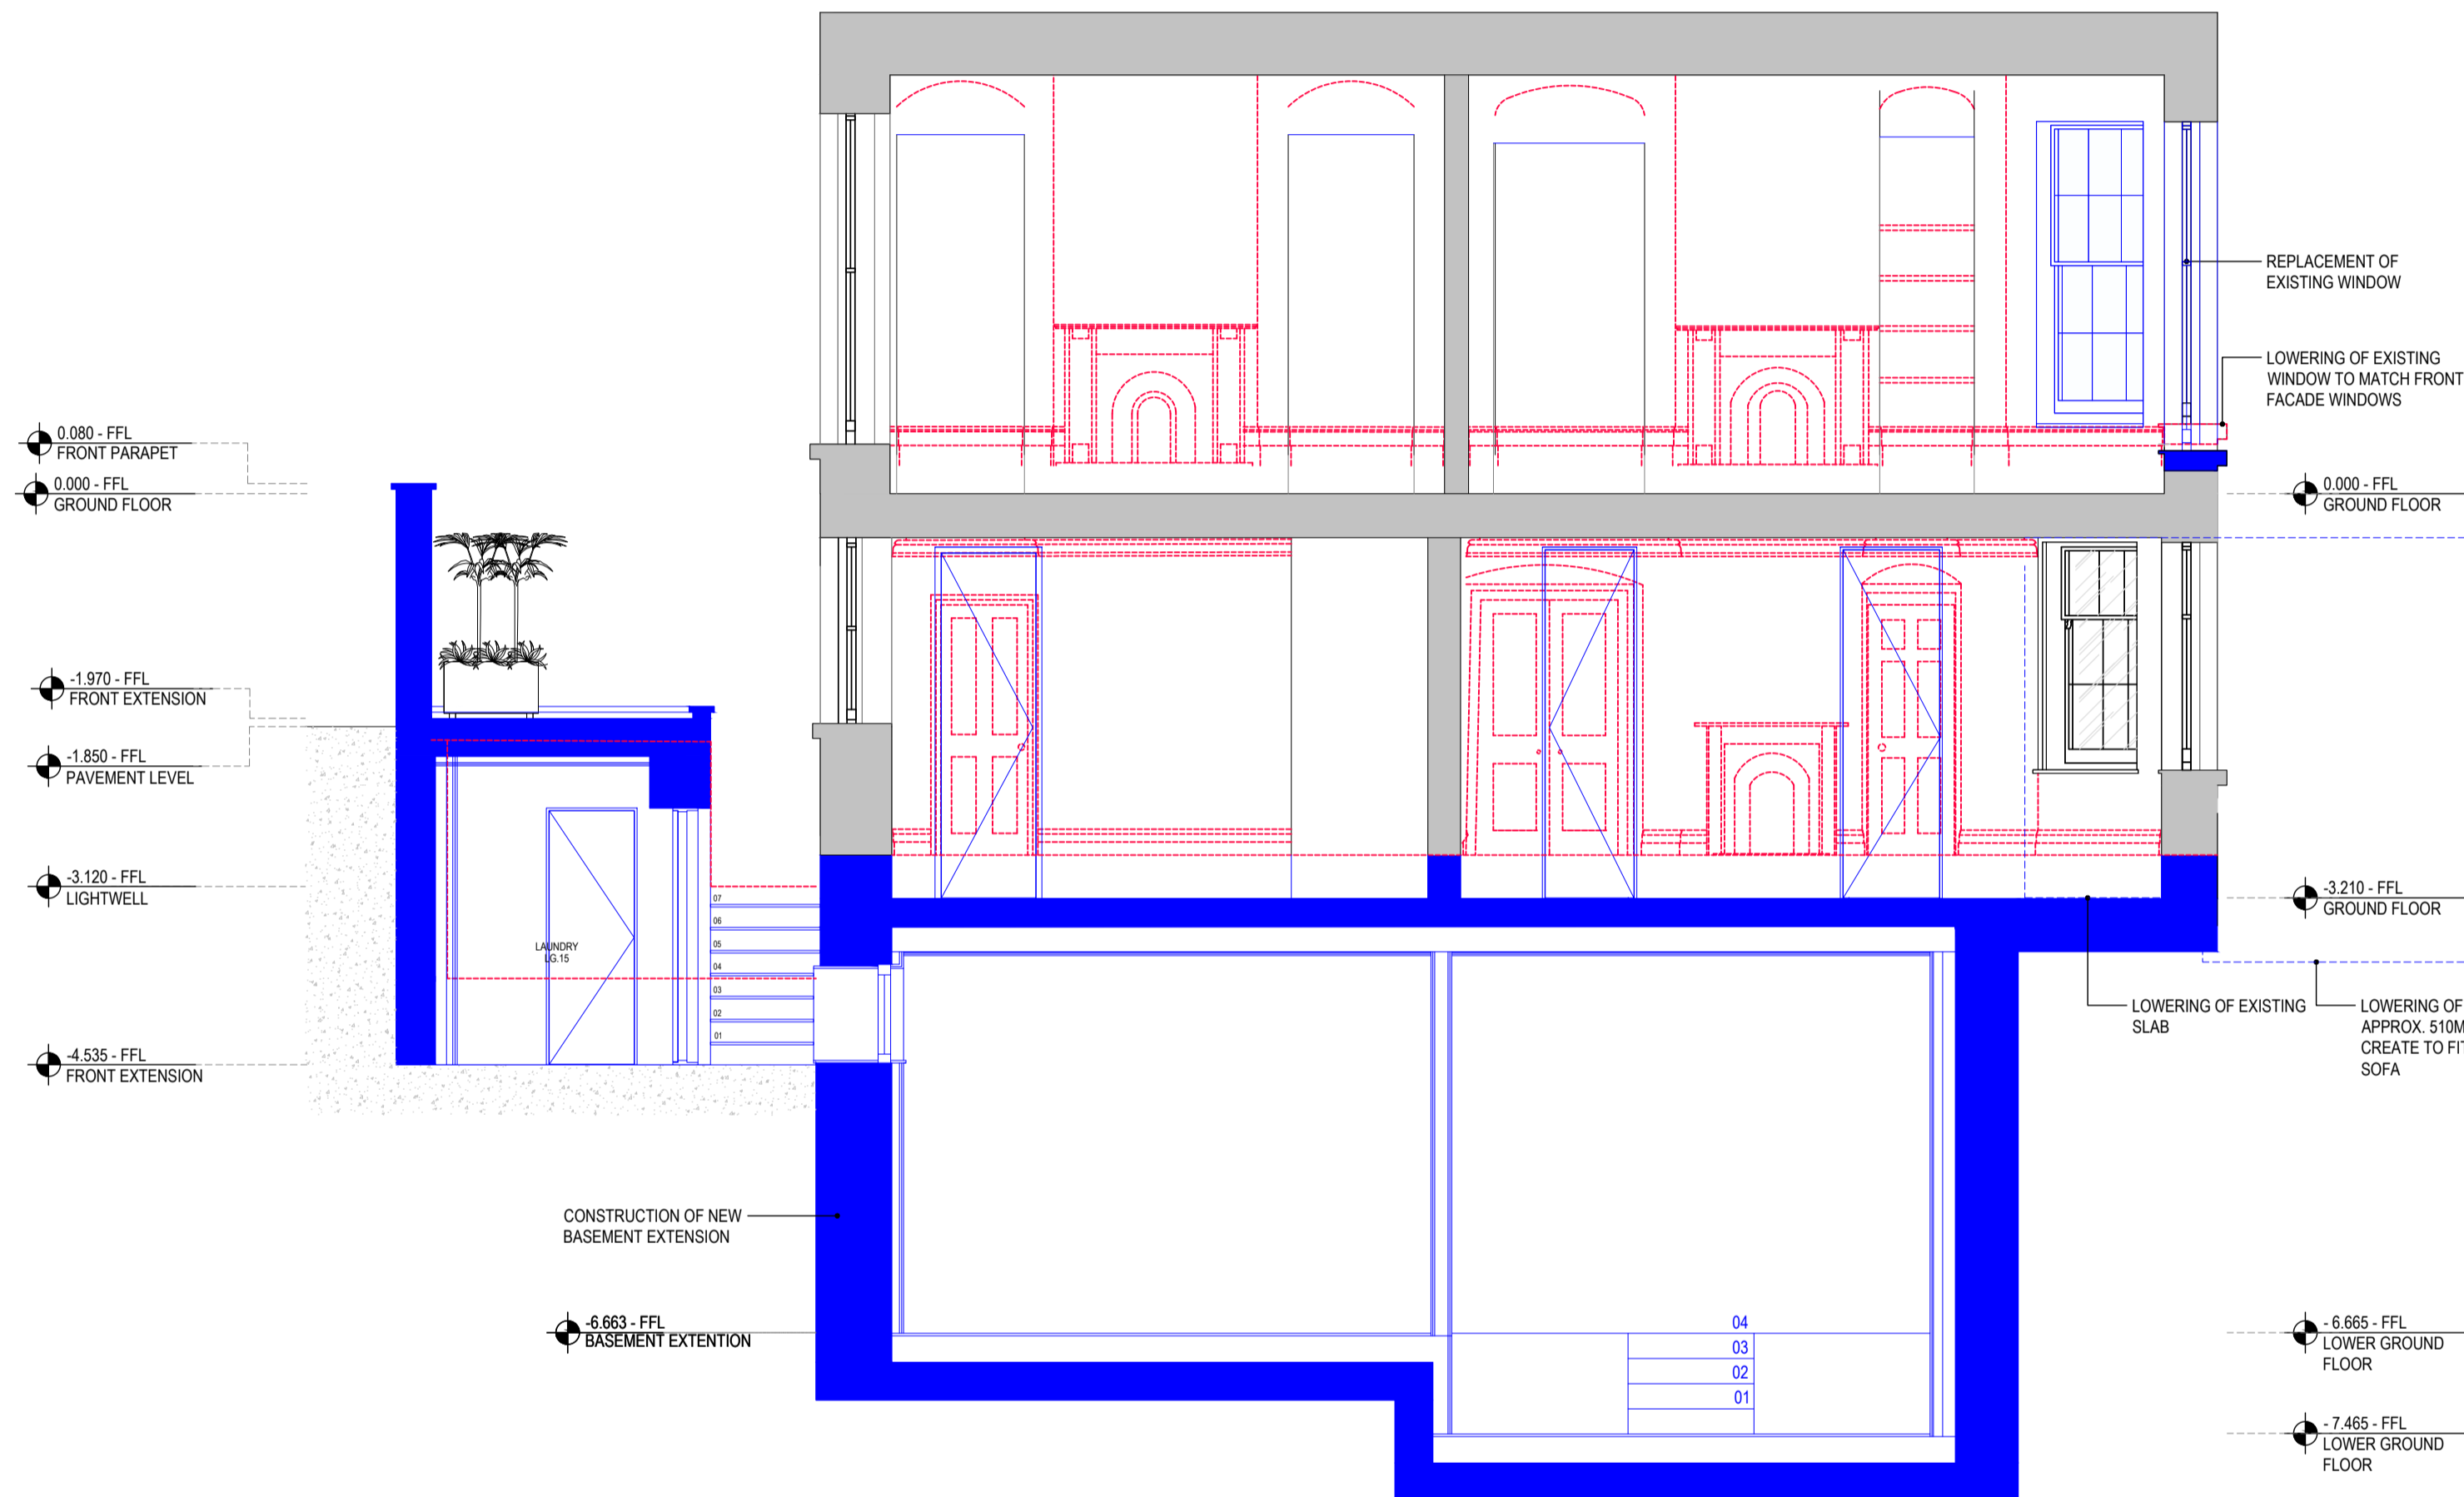 REPLACEMENT OF
EXISTING WINDOW
LOWERING OF EXISTING
WINDOW TO MATCH FRONT
FACADE WINDOWS
0.080 - FFL
FRONT PARAPET
0.000 - FFL
GROUND FLOOR
0.000 - FFL
GROUND FLOOR
-1.970 - FFL
FRONT EXTENSION
-1.850 - FFL
PAVEMENT LEVEL
-3.120 - FFL
LIGHTWELL
-3.210 - FFL
GROUND FLOOR
07
06
05
04
03
02
01
LAUNDRY
LG.15
LOWERING OF EXISTING
SLAB
LOWERING OF
APPROX. 510M
CREATE TO FIT
SOFA
-4.535 - FFL
FRONT EXTENSION
CONSTRUCTION OF NEW
BASEMENT EXTENSION
-6.663 - FFL
BASEMENT EXTENTION
04
03
02
01
- 6.665 - FFL
LOWER GROUND
FLOOR
- 7.465 - FFL
LOWER GROUND
FLOOR